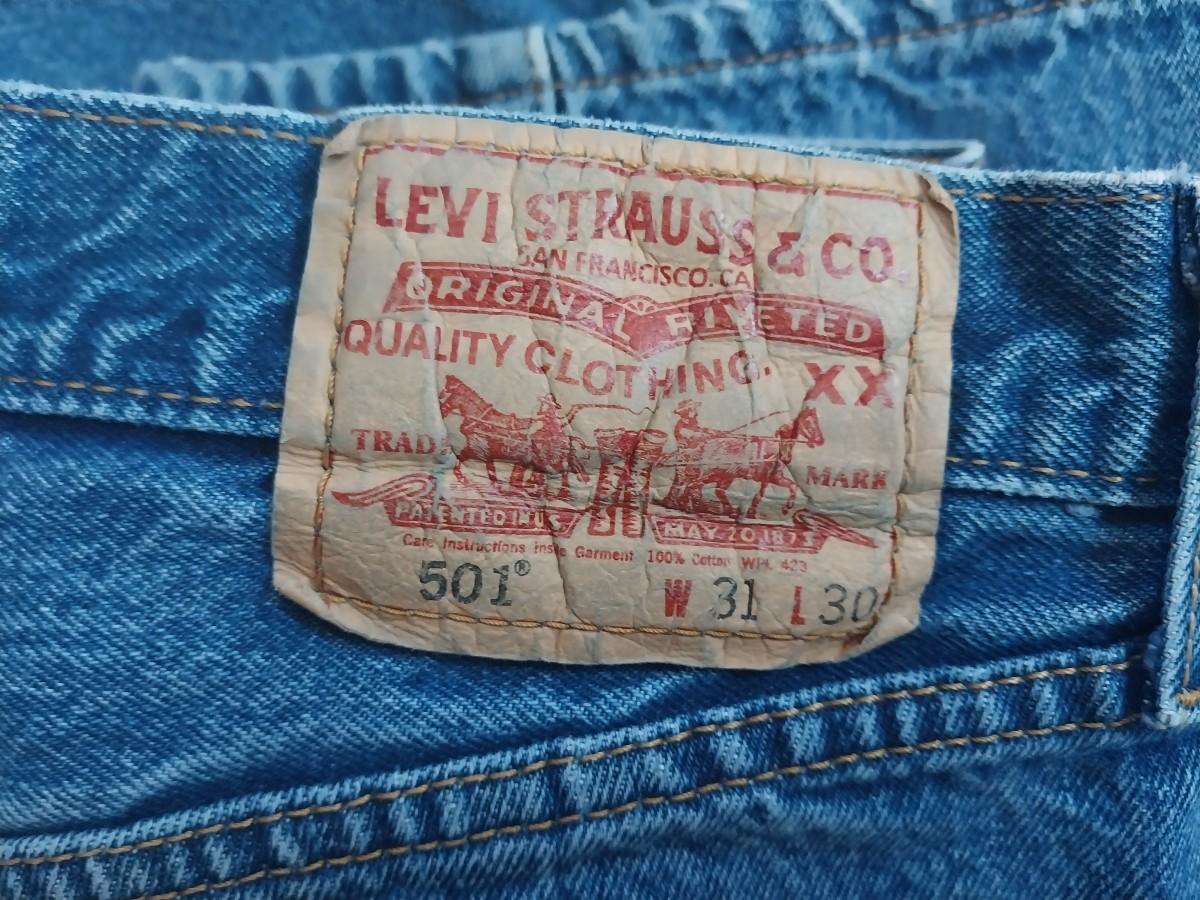 LEVI STRAUSS & CO.
SAN FRANCISCO. CA
ORIGINAL RIVETED
QUALITY CLOTHING. XX
TRADE MARK
PATENTED IN U.S. MAY. 20. 1873
Care Instructions Inside Garment 100% Cotton WPL 423
501® W 31 L 30